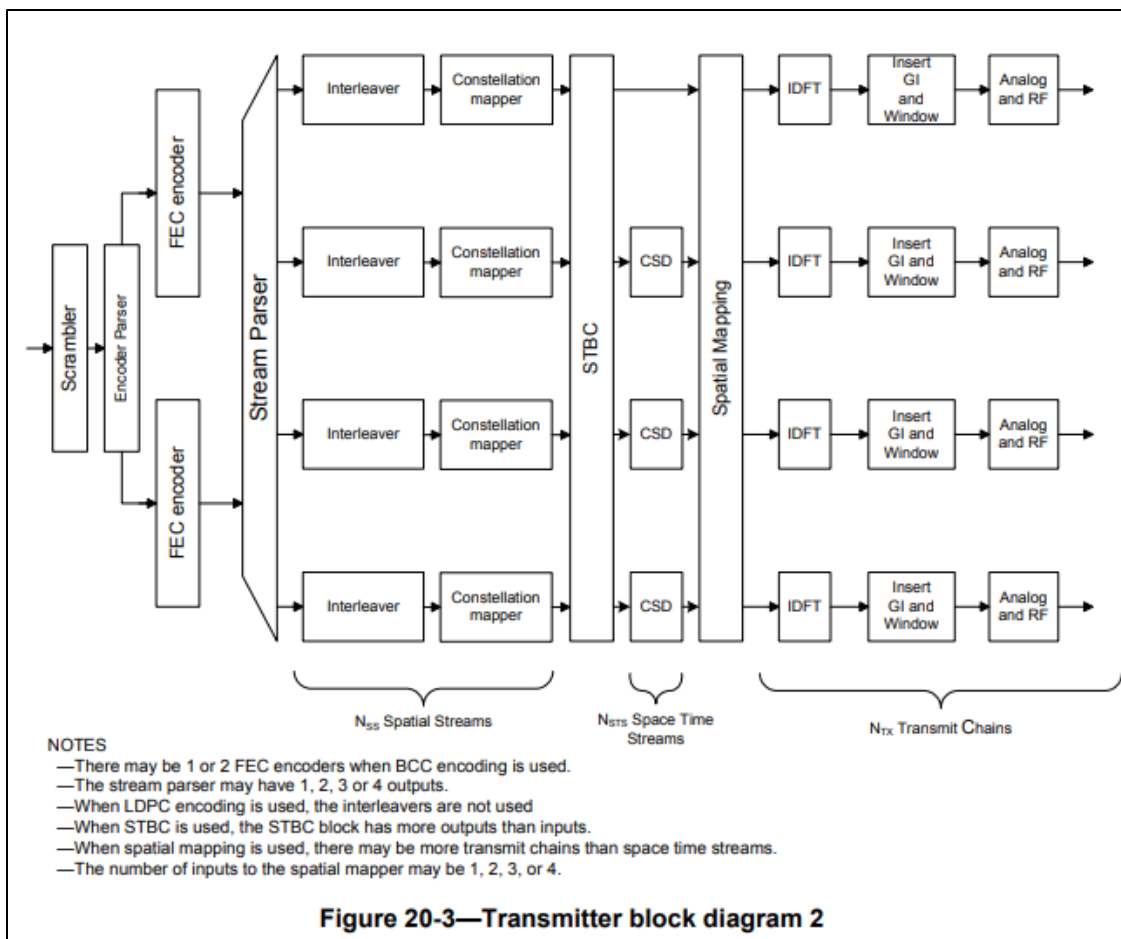 Scrambler
Encoder Parser
FEC encoder
FEC encoder
Stream Parser
Interleaver
Constellation
mapper
Interleaver
Constellation
mapper
Interleaver
Constellation
mapper
Interleaver
Constellation
mapper
STBC
CSD
CSD
CSD
Spatial Mapping
IDFT
Insert
GI
and
Window
Analog
and RF
IDFT
Insert
GI and
Window
Analog
and RF
IDFT
Insert
GI and
Window
Analog
and RF
IDFT
Insert
GI and
Window
Analog
and RF
NSS Spatial Streams
NSTS Space Time
Streams
NTX Transmit Chains
NOTES
—There may be 1 or 2 FEC encoders when BCC encoding is used.
—The stream parser may have 1, 2, 3 or 4 outputs.
—When LDPC encoding is used, the interleavers are not used
—When STBC is used, the STBC block has more outputs than inputs.
—When spatial mapping is used, there may be more transmit chains than space time streams.
—The number of inputs to the spatial mapper may be 1, 2, 3, or 4.
Figure 20-3—Transmitter block diagram 2